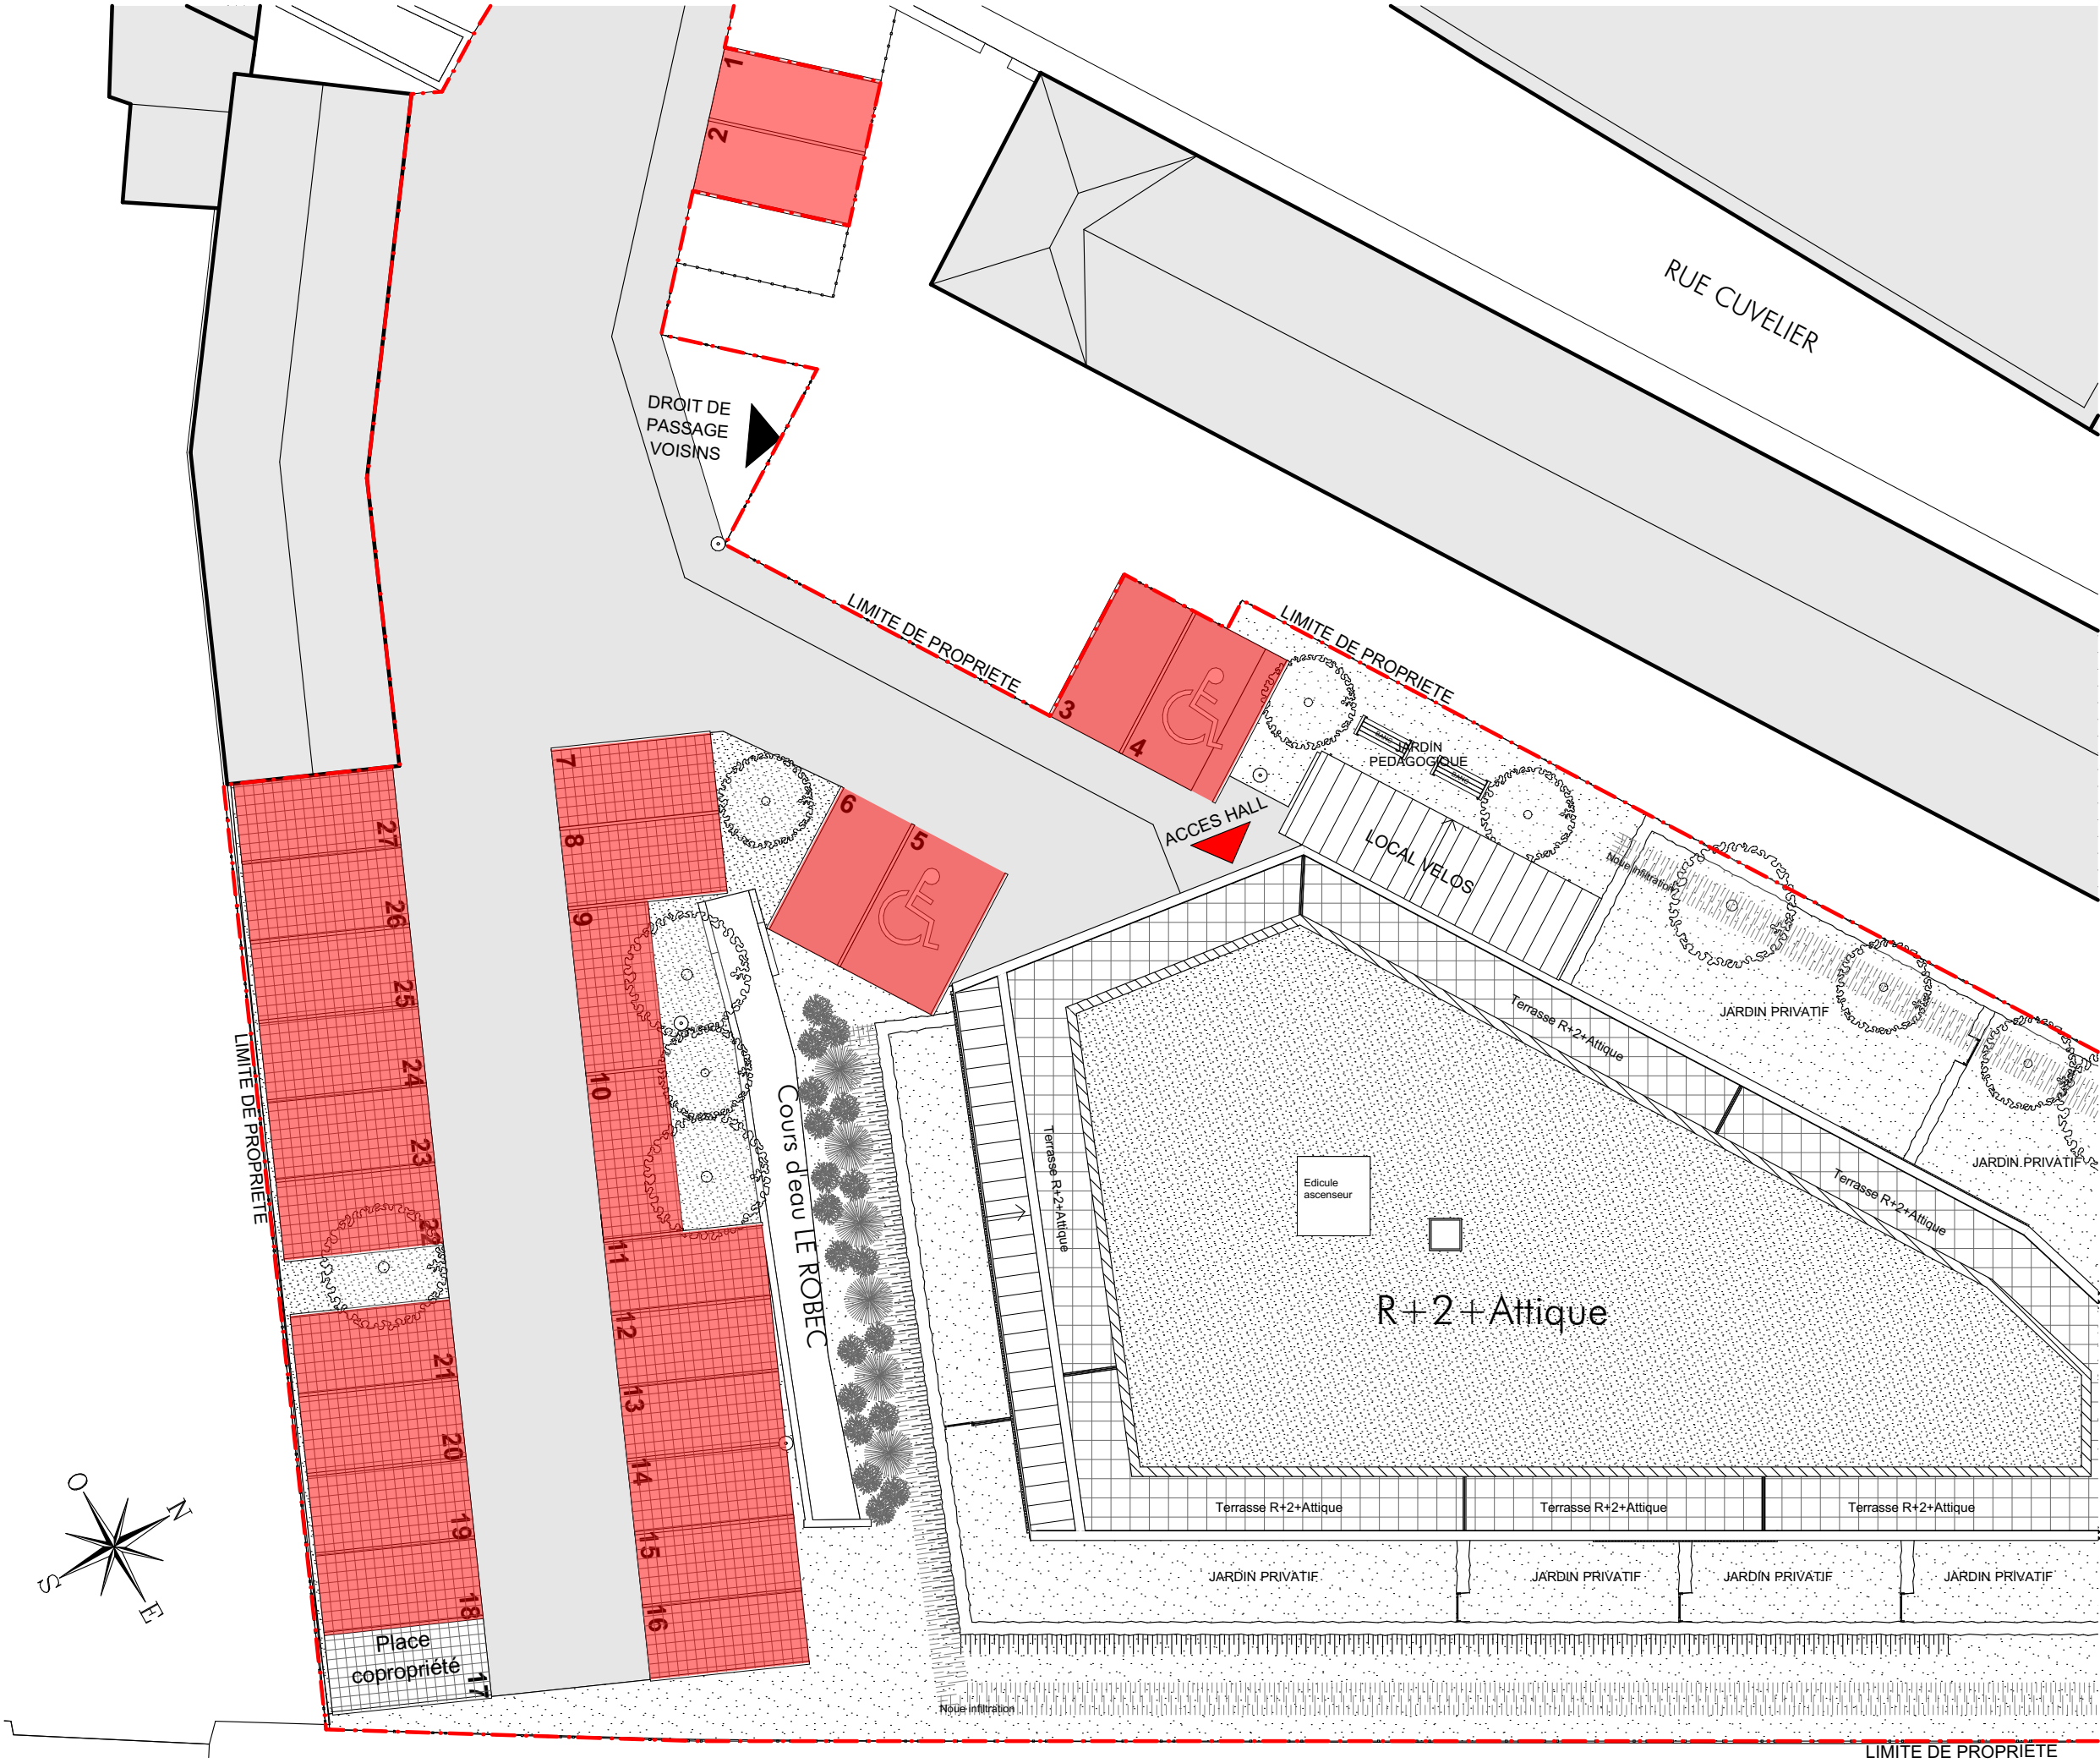 1
2
RUE CUVELIER
DROIT DE
PASSAGE
VOISINS
LIMITE DE PROPRIETE
LIMITE DE PROPRIETE
3
4
JARDIN
PEDAGOGIQUE
BANC
BANC
ACCES HALL
LOCAL VELOS
Noue infiltration
7
8
9
10
11
12
13
14
15
16
6
5
27
26
25
24
23
22
21
20
19
18
17
Place
copropriété
LIMITE DE PROPRIETE
Cours d'eau LE ROBEC
Terrasse R+2+Attique
Terrasse R+2+Attique
Terrasse R+2+Attique
JARDIN PRIVATIF
JARDIN PRIVATIF
Edicule
ascenseur
R+2+Attique
Terrasse R+2+Attique
Terrasse R+2+Attique
Terrasse R+2+Attique
JARDIN PRIVATIF
JARDIN PRIVATIF
JARDIN PRIVATIF
JARDIN PRIVATIF
O
N
S
E
Noue infiltration
LIMITE DE PROPRIETE